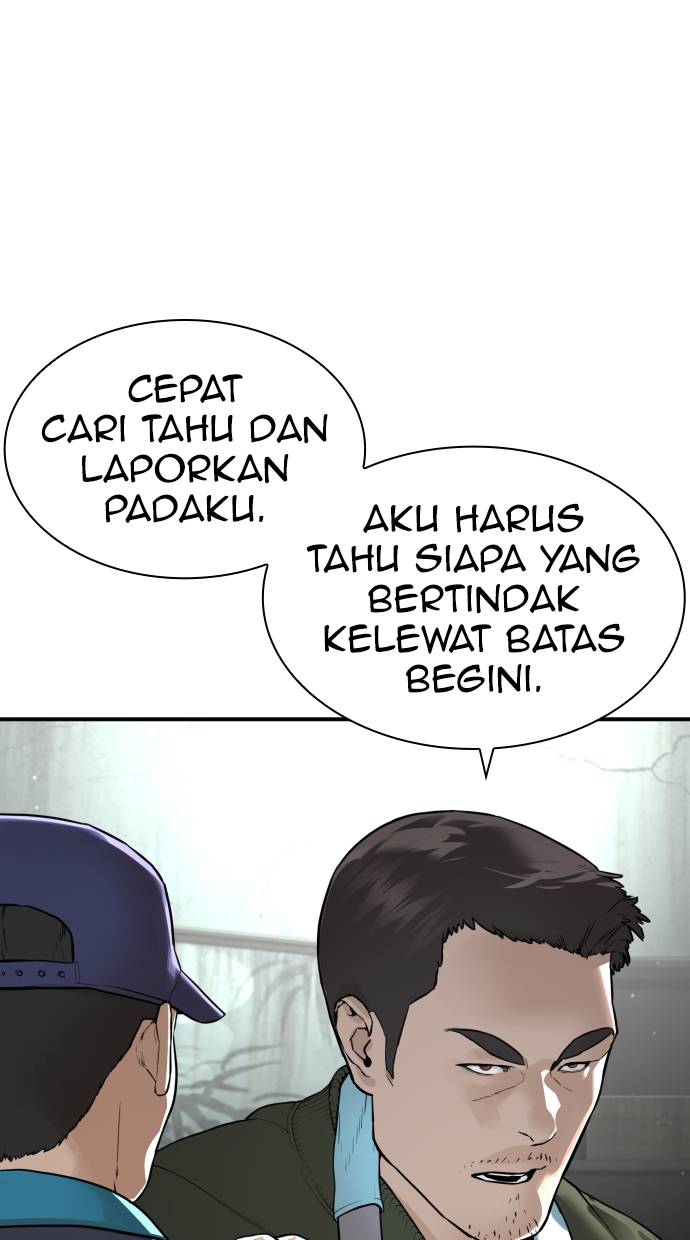 CEPAT
CARI TAHU DAN
LAPORKAN
PADAKU.
AKU HARUS
TAHU SIAPA YANG
BERTINDAK
KELEWAT BATAS
BEGINI.